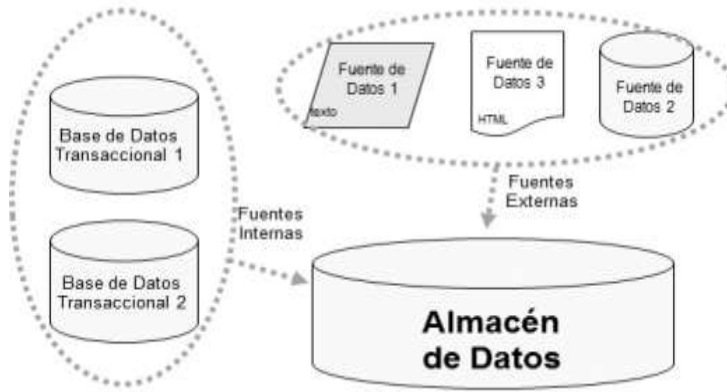 Base de Datos
Transaccional 1
Base de Datos
Transaccional 2
Fuentes
Internas
Fuente de
Datos 1
texto
Fuente de
Datos 3
HTML
Fuente de
Datos 2
Fuentes
Externas
Almacén
de Datos